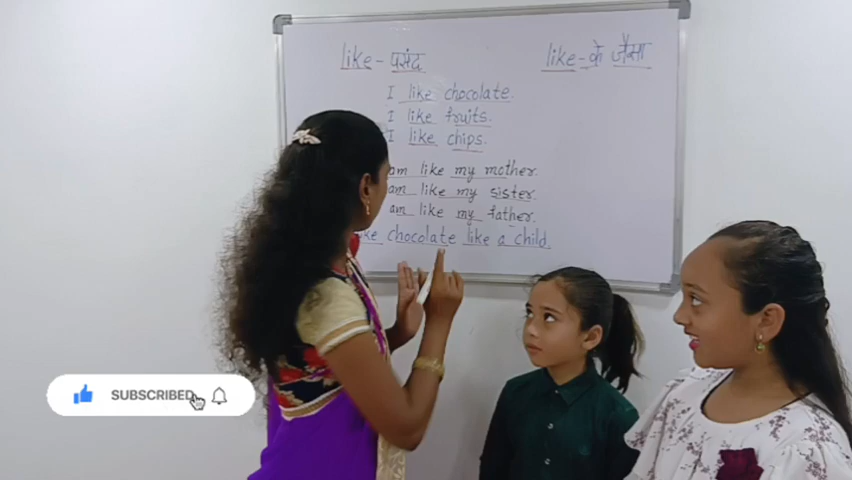 like - पसंद
like - के जैसा
I like chocolate.
I like fruits.
I like chips.
am like my mother.
am like my sister.
am like my father.
chocolate like a child.
SUBSCRIBED